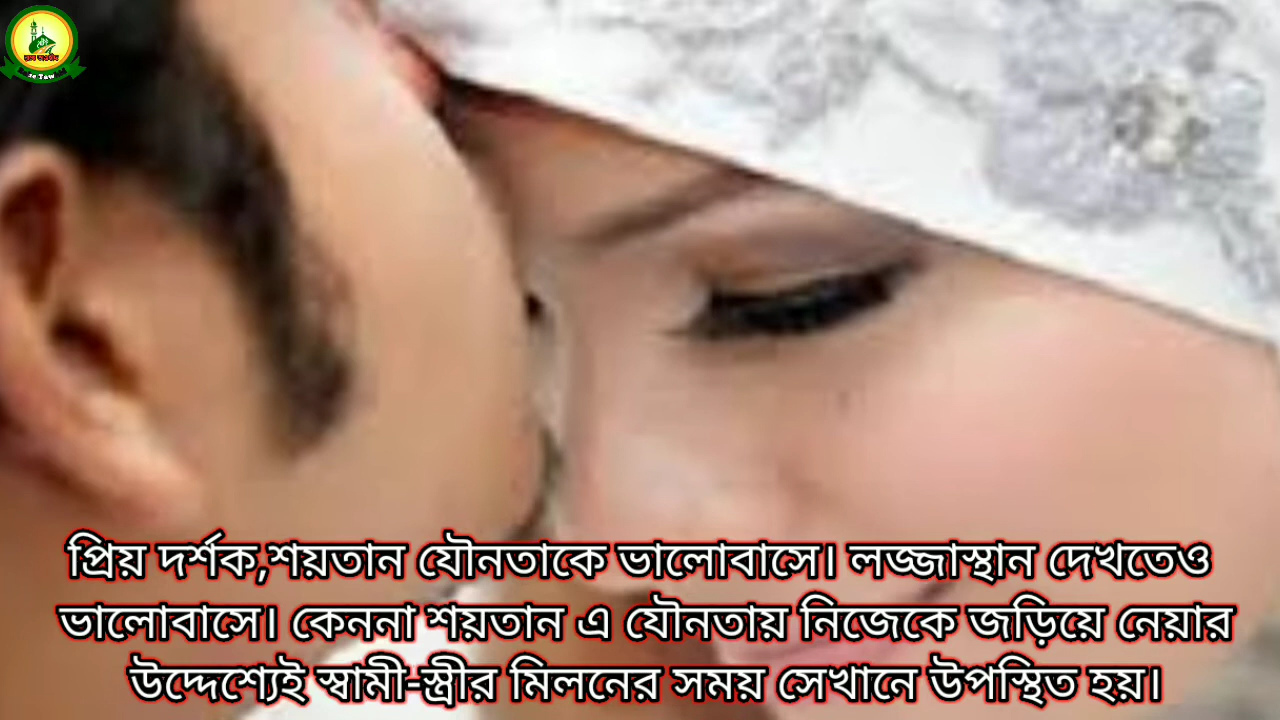 প্রিয় দর্শক,শয়তান যৌনতাকে ভালোবাসে। লজ্জাস্থান দেখতেও
ভালোবাসে। কেননা শয়তান এ যৌনতায় নিজেকে জড়িয়ে নেয়ার
উদ্দেশ্যেই স্বামী-স্ত্রীর মিলনের সময় সেখানে উপস্থিত হয়।